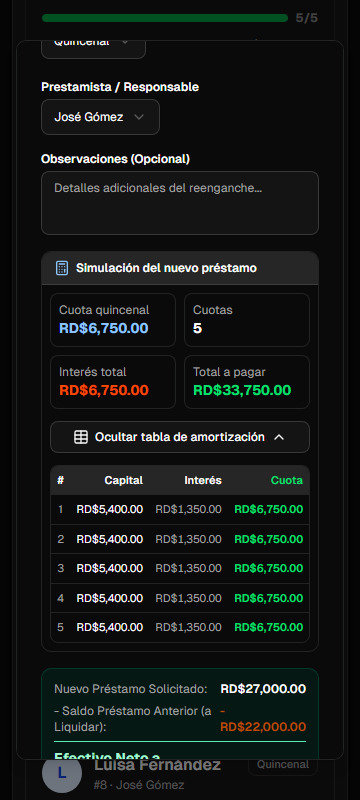 5/5
Quincenal
Prestamista / Responsable
José Gómez
Observaciones (Opcional)
Detalles adicionales del reenganche...
Simulación del nuevo préstamo
Cuota quincenal
RD$6,750.00
Cuotas
5
Interés total
RD$6,750.00
Total a pagar
RD$33,750.00
Ocultar tabla de amortización
# Capital Interés Cuota
1 RD$5,400.00 RD$1,350.00 RD$6,750.00
2 RD$5,400.00 RD$1,350.00 RD$6,750.00
3 RD$5,400.00 RD$1,350.00 RD$6,750.00
4 RD$5,400.00 RD$1,350.00 RD$6,750.00
5 RD$5,400.00 RD$1,350.00 RD$6,750.00
Nuevo Préstamo Solicitado: RD$27,000.00
- Saldo Préstamo Anterior (a -
Liquidar): RD$22,000.00
Efectivo Neto a
L Luisa Fernández Quincenal
#8 · José Gómez